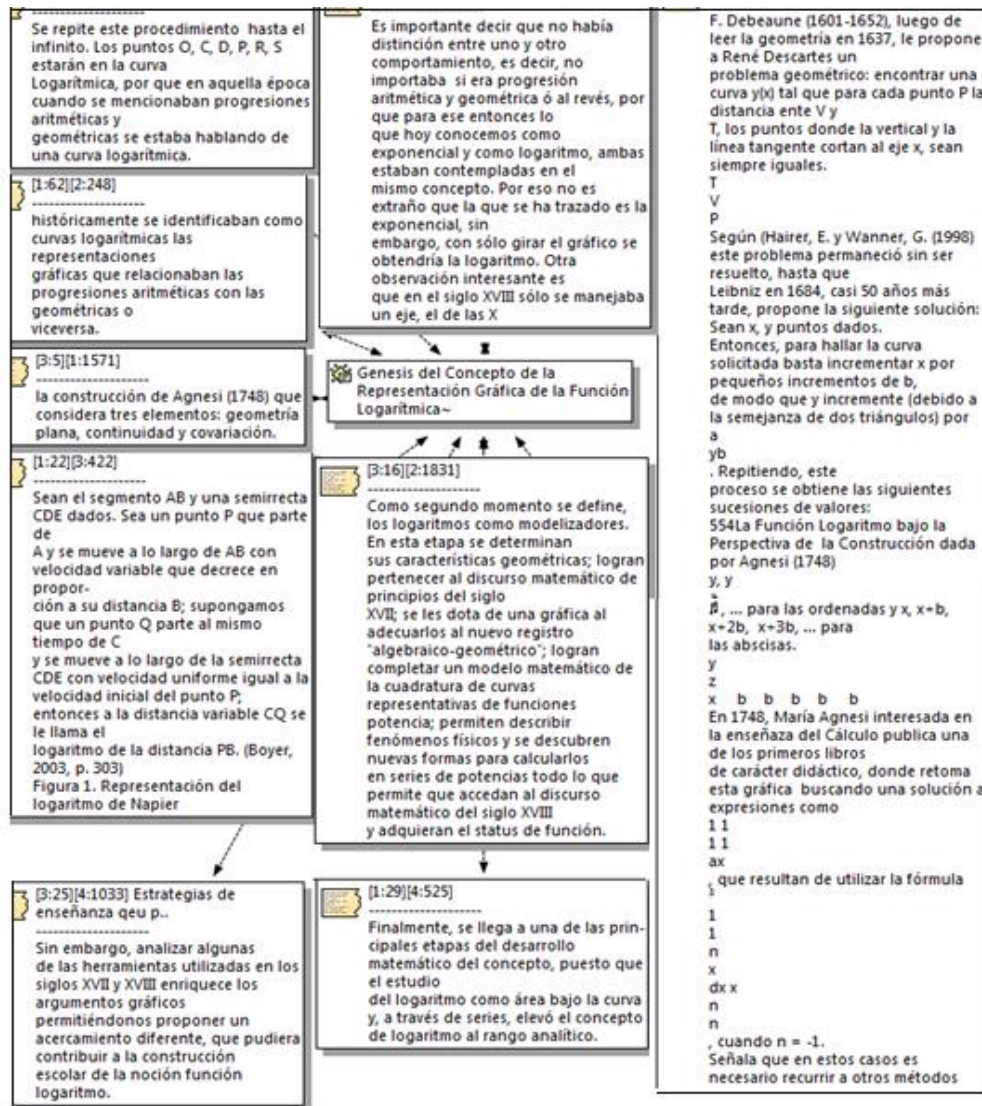 Se repite este procedimiento hasta el
infinito. Los puntos O, C, D, P, R, S
estarán en la curva
Logarítmica, por que en aquella época
cuando se mencionaban progresiones
aritméticas y
geométricas se estaba hablando de
una curva logarítmica.
[1:62][2:248]
--------------------
históricamente se identificaban como
curvas logarítmicas las
representaciones
gráficas que relacionaban las
progresiones aritméticas con las
geométricas o
viceversa.
[3:5][1:1571]
--------------------
la construcción de Agnesi (1748) que
considera tres elementos: geometría
plana, continuidad y covariación.
[1:22][3:422]
--------------------
Sean el segmento AB y una semirrecta
CDE dados. Sea un punto P que parte
de
A y se mueve a lo largo de AB con
velocidad variable que decrece en
propor-
ción a su distancia B; supongamos
que un punto Q parte al mismo
tiempo de C
y se mueve a lo largo de la semirrecta
CDE con velocidad uniforme igual a la
velocidad inicial del punto P;
entonces a la distancia variable CQ se
le llama el
logaritmo de la distancia PB. (Boyer,
2003, p. 303)
Figura 1. Representación del
logaritmo de Napier
[3:25][4:1033] Estrategias de
enseñanza qeu p..
--------------------
Sin embargo, analizar algunas
de las herramientas utilizadas en los
siglos XVII y XVIII enriquece los
argumentos gráficos
permitiéndonos proponer un
acercamiento diferente, que pudiera
contribuir a la construcción
escolar de la noción función
logaritmo.
Es importante decir que no había
distinción entre uno y otro
comportamiento, es decir, no
importaba si era progresión
aritmética y geométrica ó al revés, por
que para ese entonces lo
que hoy conocemos como
exponencial y como logaritmo, ambas
estaban contempladas en el
mismo concepto. Por eso no es
extraño que la que se ha trazado es la
exponencial, sin
embargo, con sólo girar el gráfico se
obtendría la logaritmo. Otra
observación interesante es
que en el siglo XVIII sólo se manejaba
un eje, el de las X
Genesis del Concepto de la
Representación Gráfica de la Función
Logarítmica~
[3:16][2:1831]
--------------------
Como segundo momento se define,
los logaritmos como modelizadores.
En esta etapa se determinan
sus características geométricas; logran
pertenecer al discurso matemático de
principios del siglo
XVII; se les dota de una gráfica al
adecuarlos al nuevo registro
"algebraico-geométrico"; logran
completar un modelo matemático de
la cuadratura de curvas
representativas de funciones
potencia; permiten describir
fenómenos físicos y se descubren
nuevas formas para calcularlos
en series de potencias todo lo que
permite que accedan al discurso
matemático del siglo XVIII
y adquieran el status de función.
[1:29][4:525]
--------------------
Finalmente, se llega a una de las prin-
cipales etapas del desarrollo
matemático del concepto, puesto que
el estudio
del logaritmo como área bajo la curva
y, a través de series, elevó el concepto
de logaritmo al rango analítico.
F. Debeaune (1601-1652), luego de
leer la geometría en 1637, le propone
a René Descartes un
problema geométrico: encontrar una
curva y(x) tal que para cada punto P la
distancia ente V y
T, los puntos donde la vertical y la
línea tangente cortan al eje x, sean
siempre iguales.
T
V
P
Según (Hairer, E. y Wanner, G. (1998)
este problema permaneció sin ser
resuelto, hasta que
Leibniz en 1684, casi 50 años más
tarde, propone la siguiente solución:
Sean x, y puntos dados.
Entonces, para hallar la curva
solicitada basta incrementar x por
pequeños incrementos de b,
de modo que y incremente (debido a
la semejanza de dos triángulos) por
a
yb
. Repitiendo, este
proceso se obtiene las siguientes
sucesiones de valores:
554La Función Logaritmo bajo la
Perspectiva de la Construcción dada
por Agnesi (1748)
y, y
, ... para las ordenadas y x, x+b,
x+2b, x+3b, ... para
las abscisas.
y
z
x b b b b b
En 1748, María Agnesi interesada en
la enseñaza del Cálculo publica una
de los primeros libros
de carácter didáctico, donde retoma
esta gráfica buscando una solución a
expresiones como
1 1
1 1
ax
, que resultan de utilizar la fórmula
1
1
1
n
x
dx x
n
n
, cuando n = -1.
Señala que en estos casos es
necesario recurrir a otros métodos